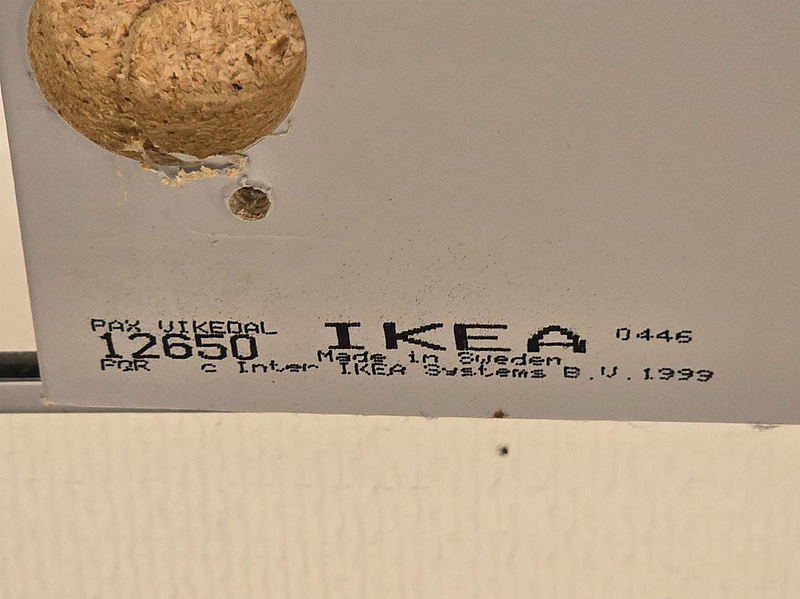 PAX VIKEDAL
12650 IKEA 0446
Made in Sweden
PQR c Inter IKEA Systems B.V.1999